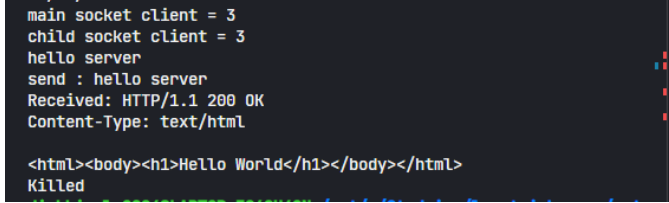 main socket client = 3
child socket client = 3
hello server
send : hello server
Received: HTTP/1.1 200 OK
Content-Type: text/html

<html><body><h1>Hello World</h1></body></html>
Killed